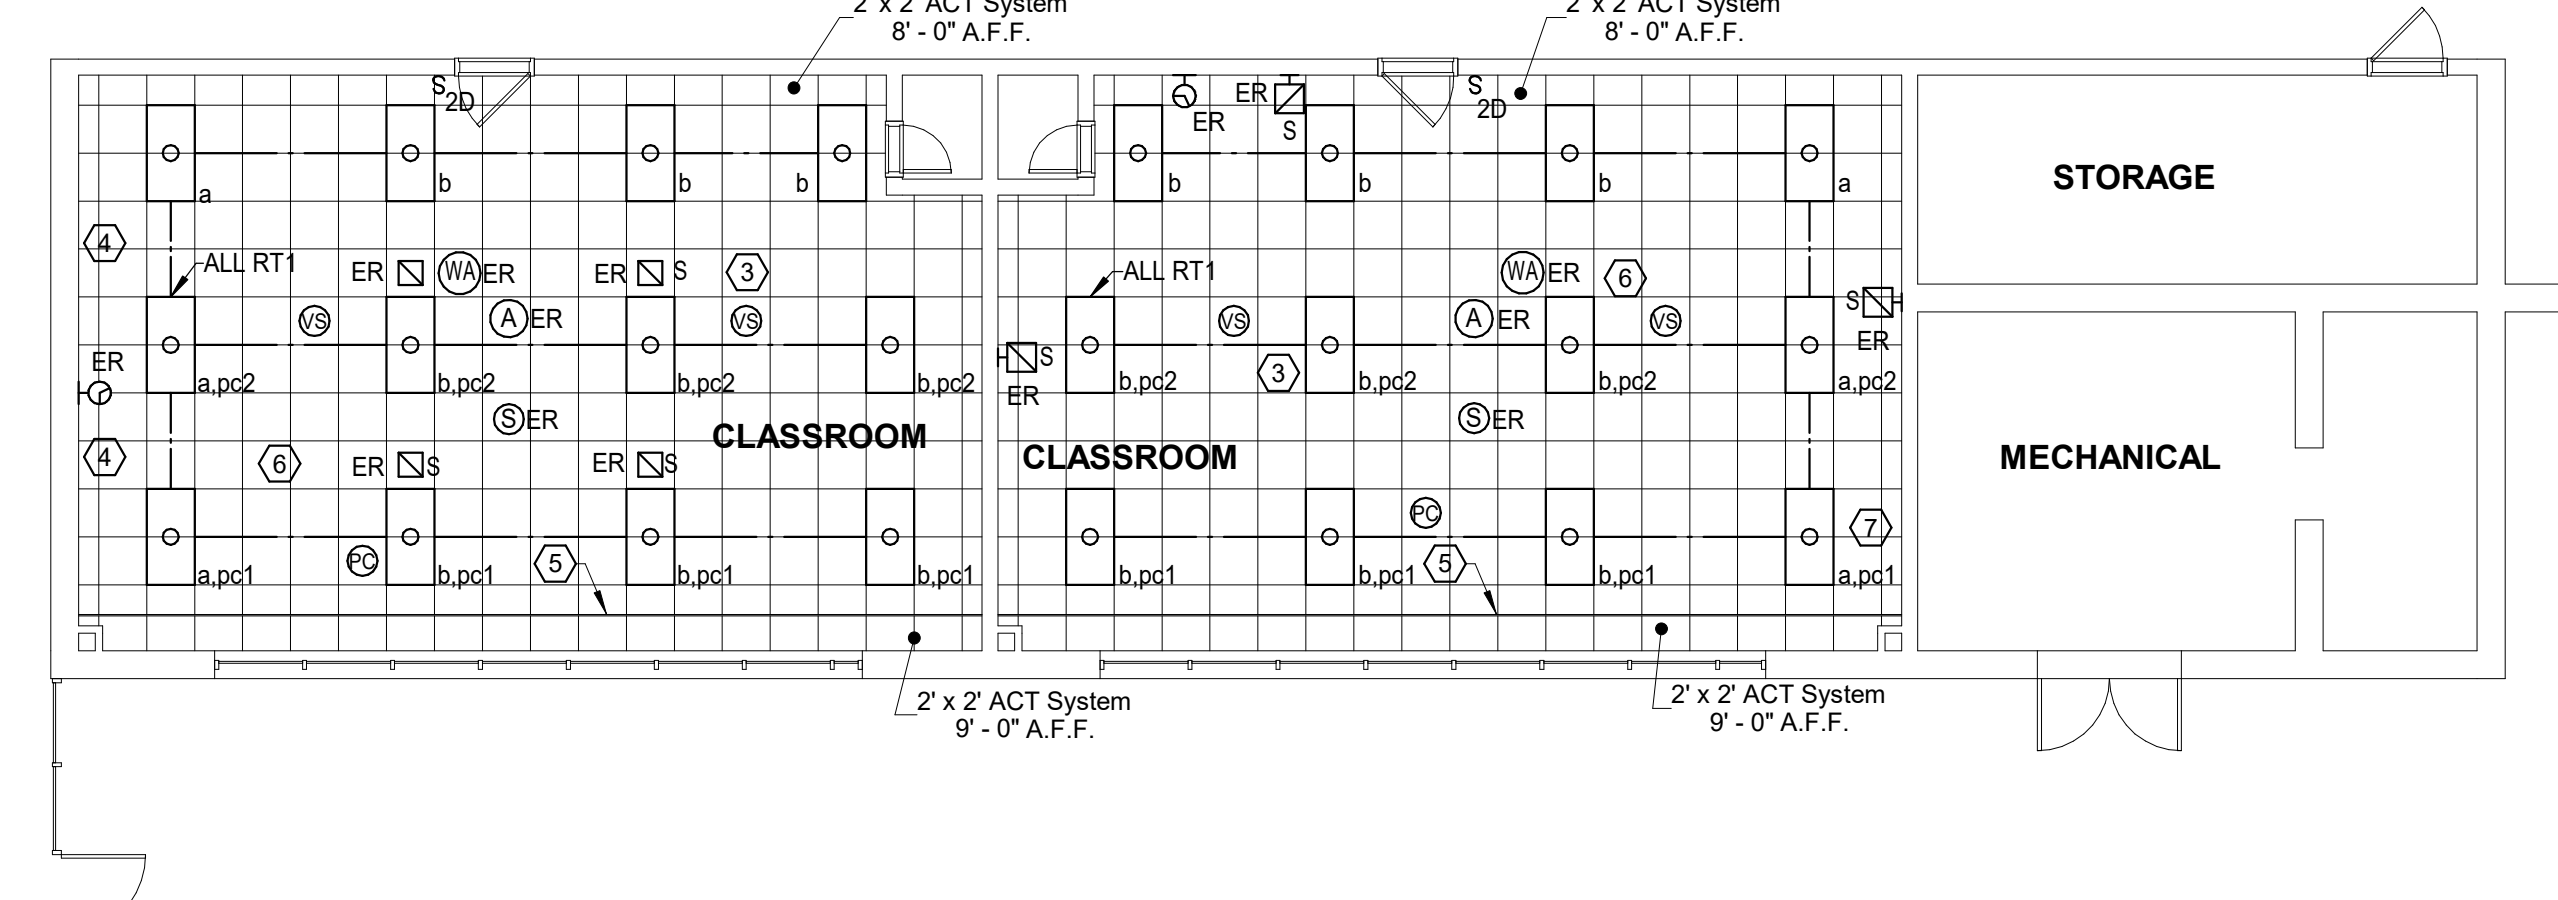 2' x 2' ACT System
8' - 0" A.F.F.
2' x 2' ACT System
8' - 0" A.F.F.
S
2D
ER
ER
S
S
2D
a
b
b
b
b
b
b
a
STORAGE
4
ALL RT1
ER
WA
ER
ER
S
3
ALL RT1
WA
ER
6
VS
A
ER
VS
VS
A
ER
VS
S
ER
ER
S
ER
a,pc2
b,pc2
b,pc2
b,pc2
b,pc2
3
b,pc2
b,pc2
a,pc2
S
ER
CLASSROOM
S
ER
CLASSROOM
MECHANICAL
4
6
ER
S
ER
S
PC
7
PC
5
5
a,pc1
b,pc1
b,pc1
b,pc1
b,pc1
b,pc1
b,pc1
a,pc1
2' x 2' ACT System
9' - 0" A.F.F.
2' x 2' ACT System
9' - 0" A.F.F.